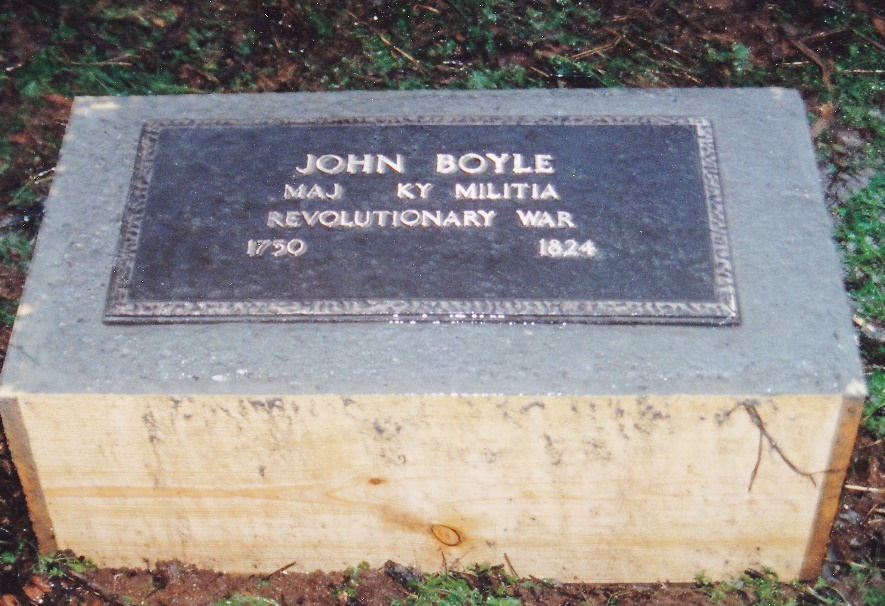 JOHN BOYLE
MAJ KY MILITIA
REVOLUTIONARY WAR
1750 1824